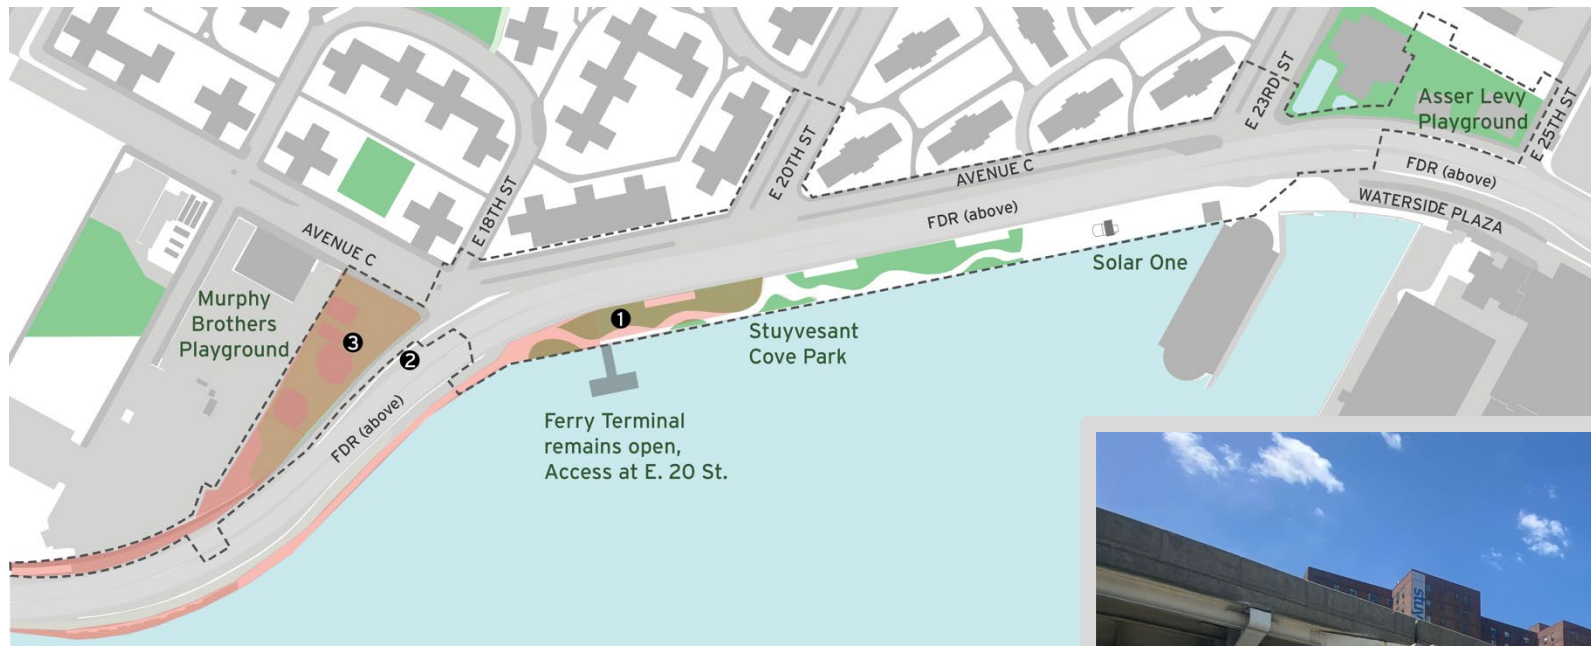 E 23RD ST
Asser Levy
Playground
E 25TH ST
E 20TH ST
AVENUE C
FDR (above)
FDR (above)
WATERSIDE PLAZA
E 18TH ST
AVENUE C
Solar One
Murphy
Brothers
Playground
3
2
1
Stuyvesant
Cove Park
FDR (above)
Ferry Terminal
remains open,
Access at E. 20 St.